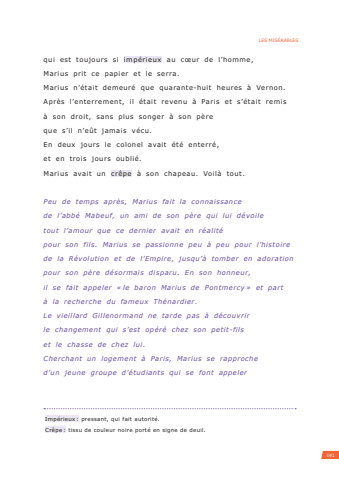 LES MISÉRABLES
qui est toujours si impérieux au cœur de l’homme,
Marius prit ce papier et le serra.
Marius n’était demeuré que quarante-huit heures à Vernon.
Après l’enterrement, il était revenu à Paris et s’était remis
à son droit, sans plus songer à son père
que s’il n’eût jamais vécu.
En deux jours le colonel avait été enterré,
et en trois jours oublié.
Marius avait un crêpe à son chapeau. Voilà tout.
Peu de temps après, Marius fait la connaissance
de l’abbé Mabeuf, un ami de son père qui lui dévoile
tout l’amour que ce dernier avait en réalité
pour son fils. Marius se passionne peu à peu pour l’histoire
de la Révolution et de l’Empire, jusqu’à tomber en adoration
pour son père désormais disparu. En son honneur,
il se fait appeler « le baron Marius de Pontmercy » et part
à la recherche du fameux Thénardier.
Le vieillard Gillenormand ne tarde pas à découvrir
le changement qui s’est opéré chez son petit-fils
et le chasse de chez lui.
Cherchant un logement à Paris, Marius se rapproche
d’un jeune groupe d’étudiants qui se font appeler
Impérieux : pressant, qui fait autorité.
Crêpe : tissu de couleur noire porté en signe de deuil.